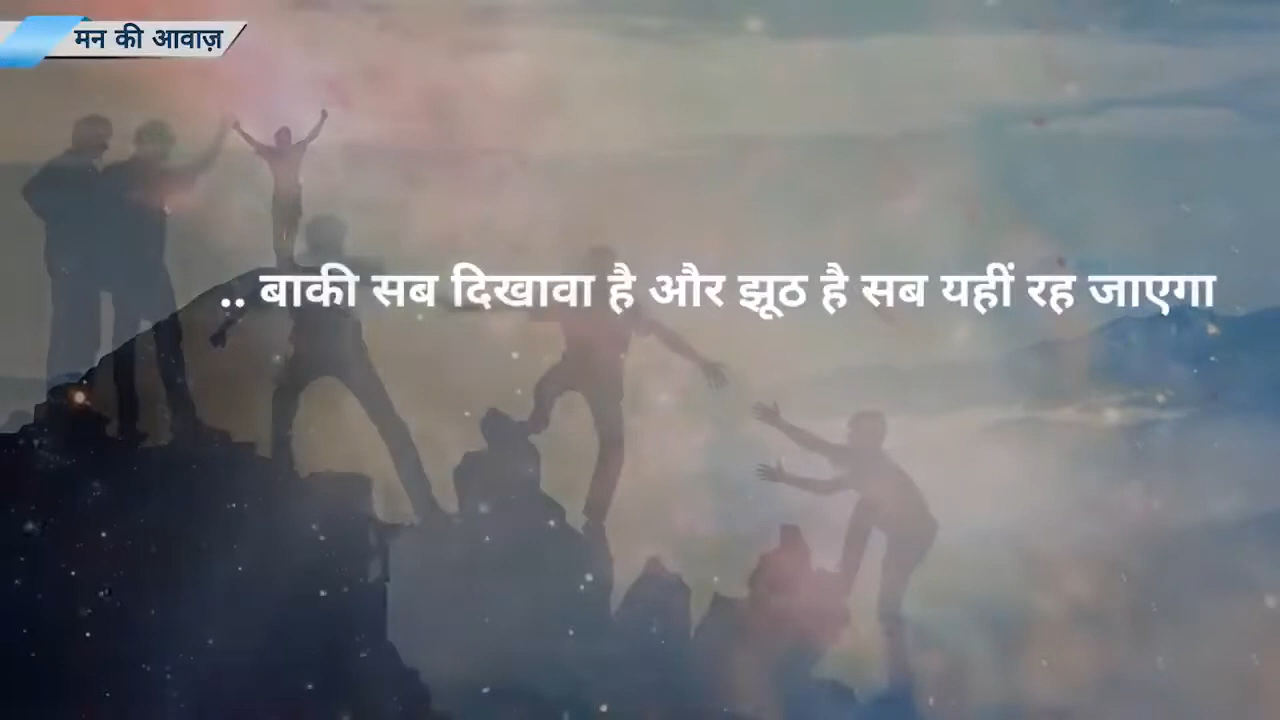 मन की आवाज़
.. बाकी सब दिखावा है और झूठ है सब यहीं रह जाएगा